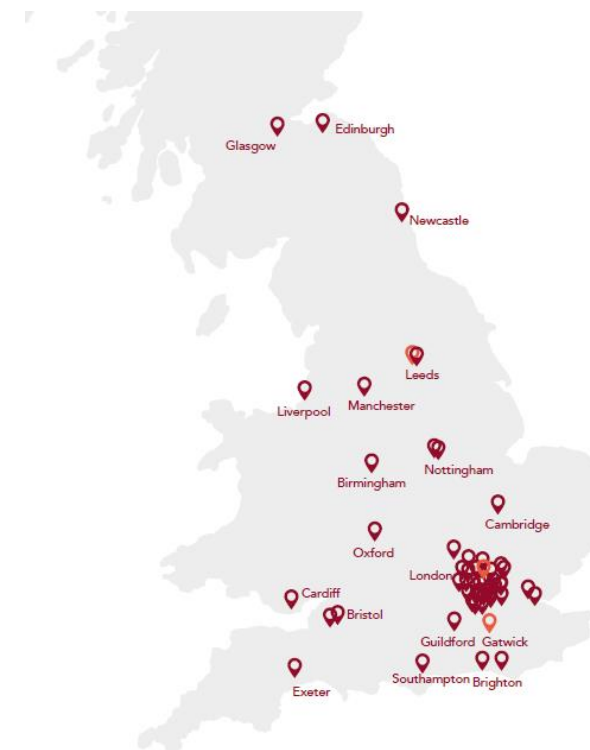 Edinburgh
Glasgow
Newcastle
Leeds
Manchester
Liverpool
Nottingham
Birmingham
Cambridge
Oxford
London
Cardiff
Bristol
Guildford
Gatwick
Southampton
Brighton
Exeter